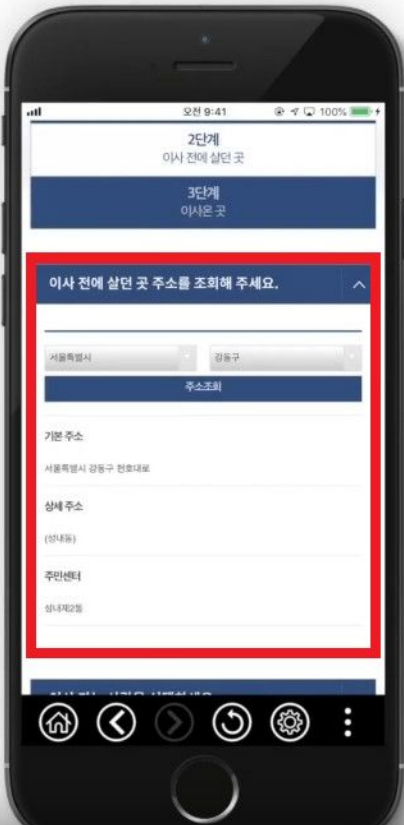 오전 9:41
100%
2단계
이사 전에 살던 곳
3단계
이사온 곳
이사 전에 살던 곳 주소를 조회해 주세요.
서울특별시 강동구
주소조회
기본 주소
서울특별시 강동구 천호대로
상세 주소
(성내동)
주민센터
성내제2동